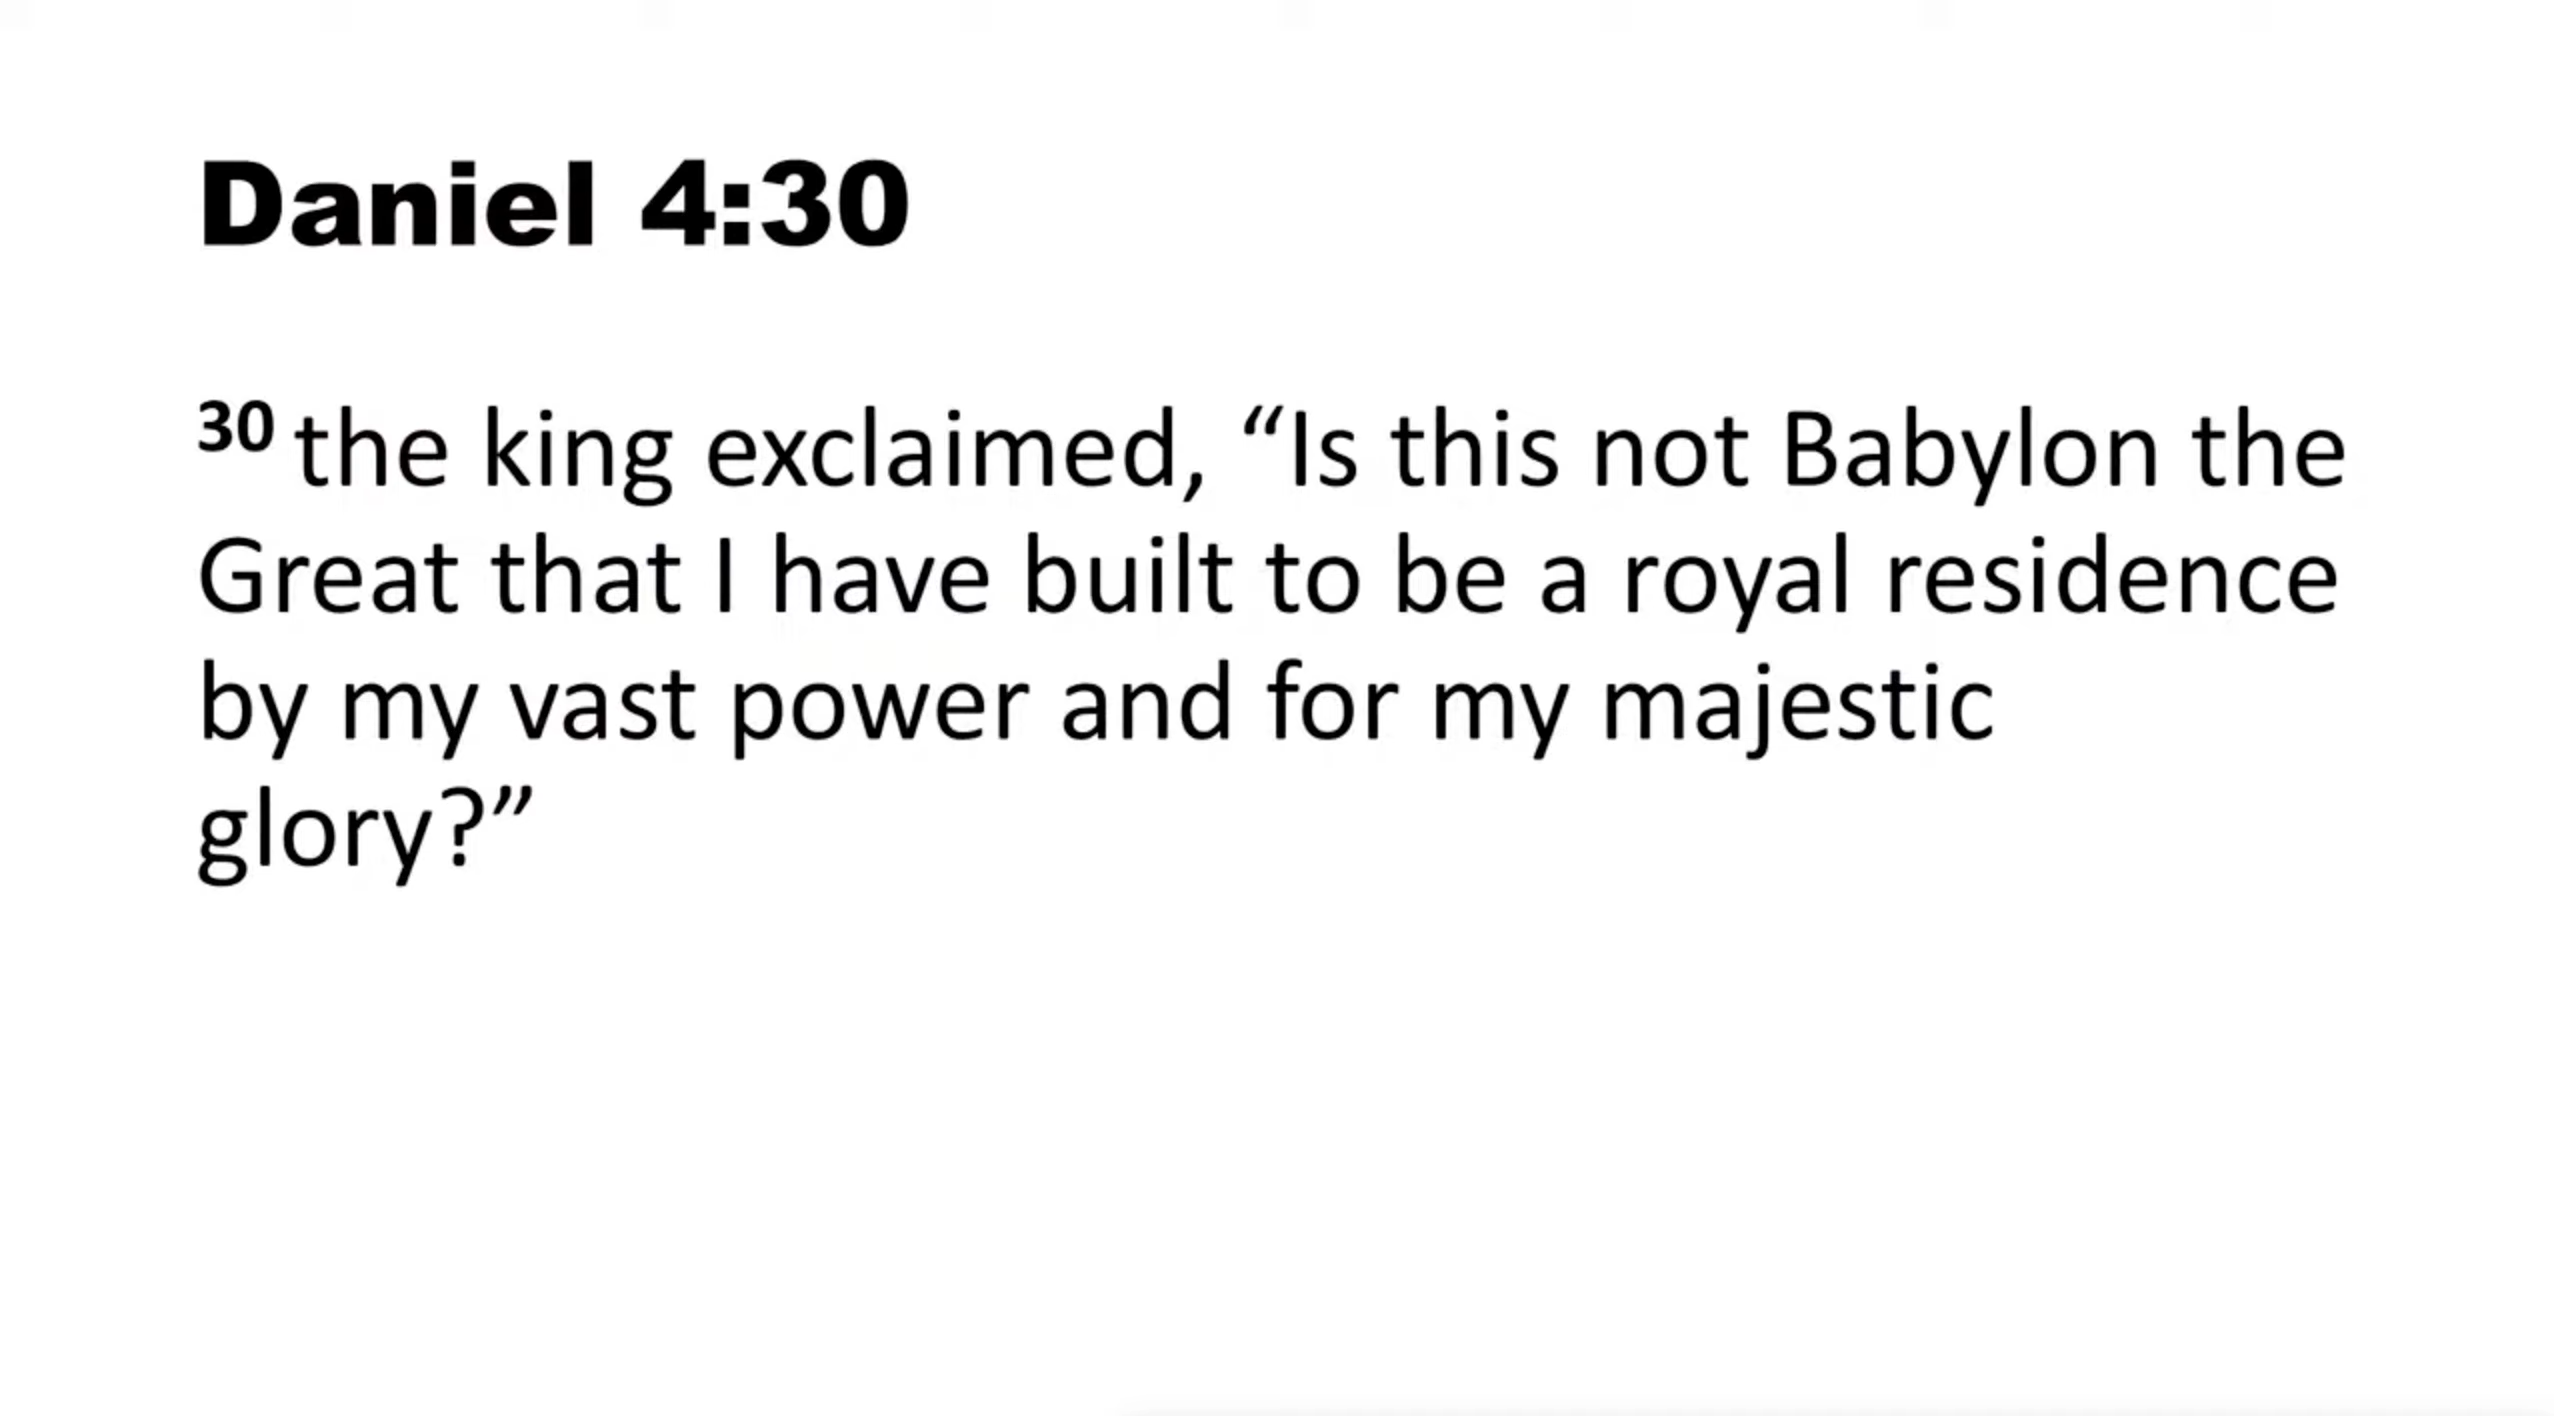 Daniel 4:30
30 the king exclaimed, “Is this not Babylon the
Great that I have built to be a royal residence
by my vast power and for my majestic
glory?”